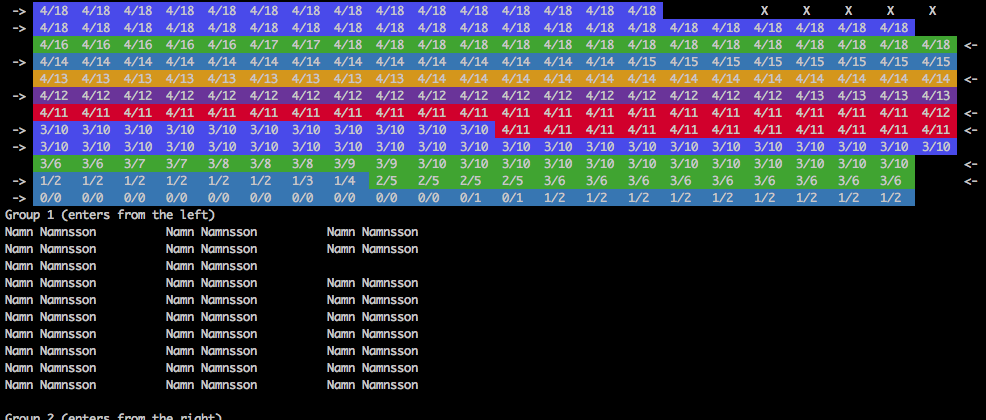 -> 4/18 4/18 4/18 4/18 4/18 4/18 4/18 4/18 4/18 4/18 4/18 4/18 4/18 4/18 4/18 X X X X X
-> 4/18 4/18 4/18 4/18 4/18 4/18 4/18 4/18 4/18 4/18 4/18 4/18 4/18 4/18 4/18 4/18 4/18 4/18 4/18 4/18 4/18
4/16 4/16 4/16 4/16 4/16 4/17 4/17 4/18 4/18 4/18 4/18 4/18 4/18 4/18 4/18 4/18 4/18 4/18 4/18 4/18 4/18 4/18 <-
-> 4/14 4/14 4/14 4/14 4/14 4/14 4/14 4/14 4/14 4/14 4/14 4/14 4/14 4/14 4/15 4/15 4/15 4/15 4/15 4/15 4/15 4/15
4/13 4/13 4/13 4/13 4/13 4/13 4/13 4/13 4/13 4/14 4/14 4/14 4/14 4/14 4/14 4/14 4/14 4/14 4/14 4/14 4/14 4/14 <-
-> 4/12 4/12 4/12 4/12 4/12 4/12 4/12 4/12 4/12 4/12 4/12 4/12 4/12 4/12 4/12 4/12 4/12 4/12 4/13 4/13 4/13 4/13
4/11 4/11 4/11 4/11 4/11 4/11 4/11 4/11 4/11 4/11 4/11 4/11 4/11 4/11 4/11 4/11 4/11 4/11 4/11 4/11 4/11 4/12 <-
-> 3/10 3/10 3/10 3/10 3/10 3/10 3/10 3/10 3/10 3/10 3/10 4/11 4/11 4/11 4/11 4/11 4/11 4/11 4/11 4/11 4/11 4/11 <-
-> 3/10 3/10 3/10 3/10 3/10 3/10 3/10 3/10 3/10 3/10 3/10 3/10 3/10 3/10 3/10 3/10 3/10 3/10 3/10 3/10 3/10 3/10
3/6 3/6 3/7 3/7 3/8 3/8 3/8 3/9 3/9 3/10 3/10 3/10 3/10 3/10 3/10 3/10 3/10 3/10 3/10 3/10 3/10 <-
-> 1/2 1/2 1/2 1/2 1/2 1/2 1/3 1/4 2/5 2/5 2/5 2/5 3/6 3/6 3/6 3/6 3/6 3/6 3/6 3/6 3/6 <-
-> 0/0 0/0 0/0 0/0 0/0 0/0 0/0 0/0 0/0 0/0 0/1 0/1 1/2 1/2 1/2 1/2 1/2 1/2 1/2 1/2 1/2
Group 1 (enters from the left)
Namn Namnsson Namn Namnsson Namn Namnsson
Namn Namnsson Namn Namnsson Namn Namnsson
Namn Namnsson Namn Namnsson
Namn Namnsson Namn Namnsson Namn Namnsson
Namn Namnsson Namn Namnsson Namn Namnsson
Namn Namnsson Namn Namnsson Namn Namnsson
Namn Namnsson Namn Namnsson Namn Namnsson
Namn Namnsson Namn Namnsson Namn Namnsson
Namn Namnsson Namn Namnsson Namn Namnsson
Namn Namnsson Namn Namnsson Namn Namnsson
Group 2 (enters from the right)